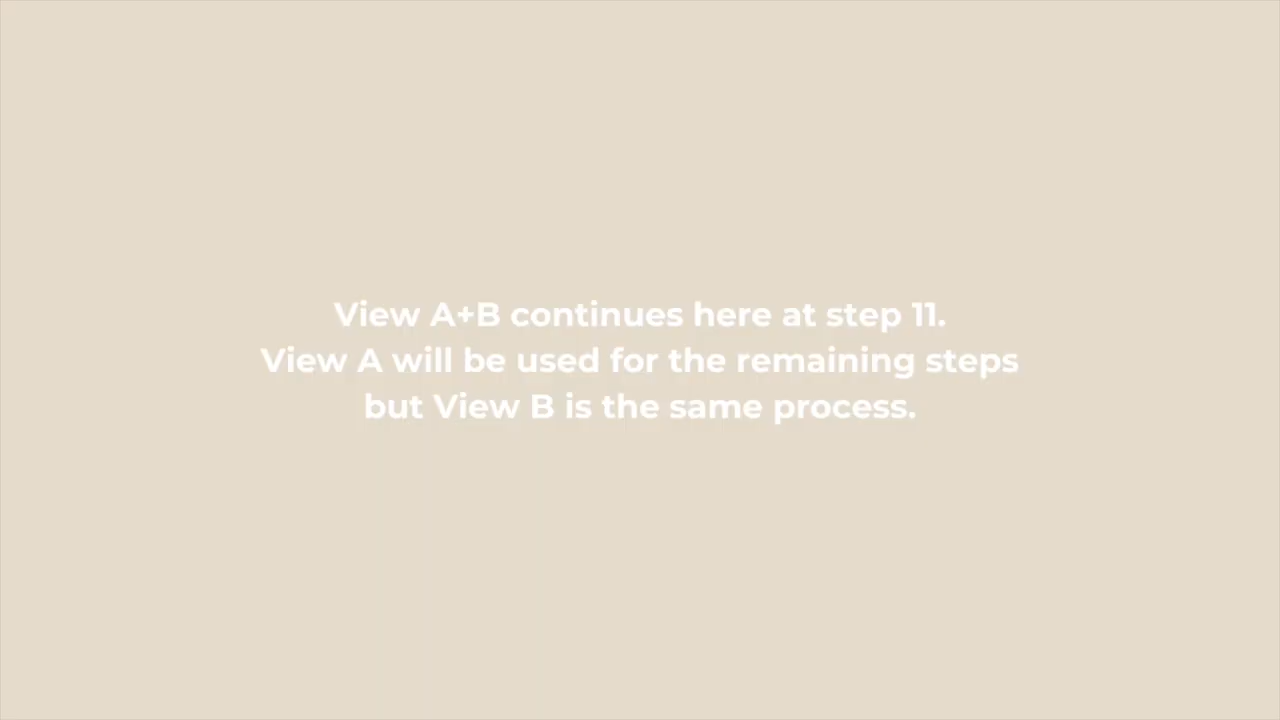 View A+B continues here at step 11.
View A will be used for the remaining steps
but View B is the same process.